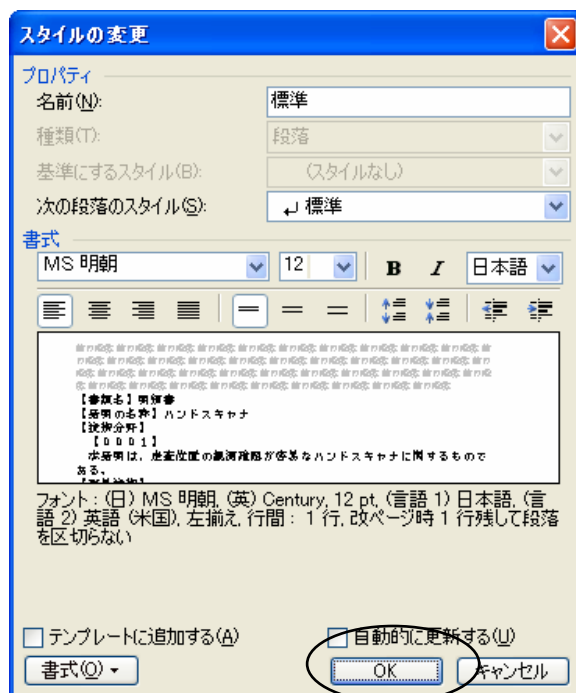 スタイルの変更
プロパティ
名前(N): 標準
種類(T): 段落
基準にするスタイル(B): (スタイルなし)
次の段落のスタイル(S): ↵ 標準
書式
MS 明朝 12 B I 日本語
【書類名】明細書
【発明の名称】ハンドスキャナ
【技術分野】
【0001】
本発明は、走査位置の観測確認が容易なハンドスキャナに関するもので
ある。
フォント : (日) MS 明朝, (英) Century, 12 pt, (言語 1) 日本語, (言
語 2) 英語 (米国), 左揃え, 行間 : 1 行, 改ページ時 1 行残して段落
を区切らない
テンプレートに追加する(A) 自動的に更新する(U)
書式(O) OK キャンセル